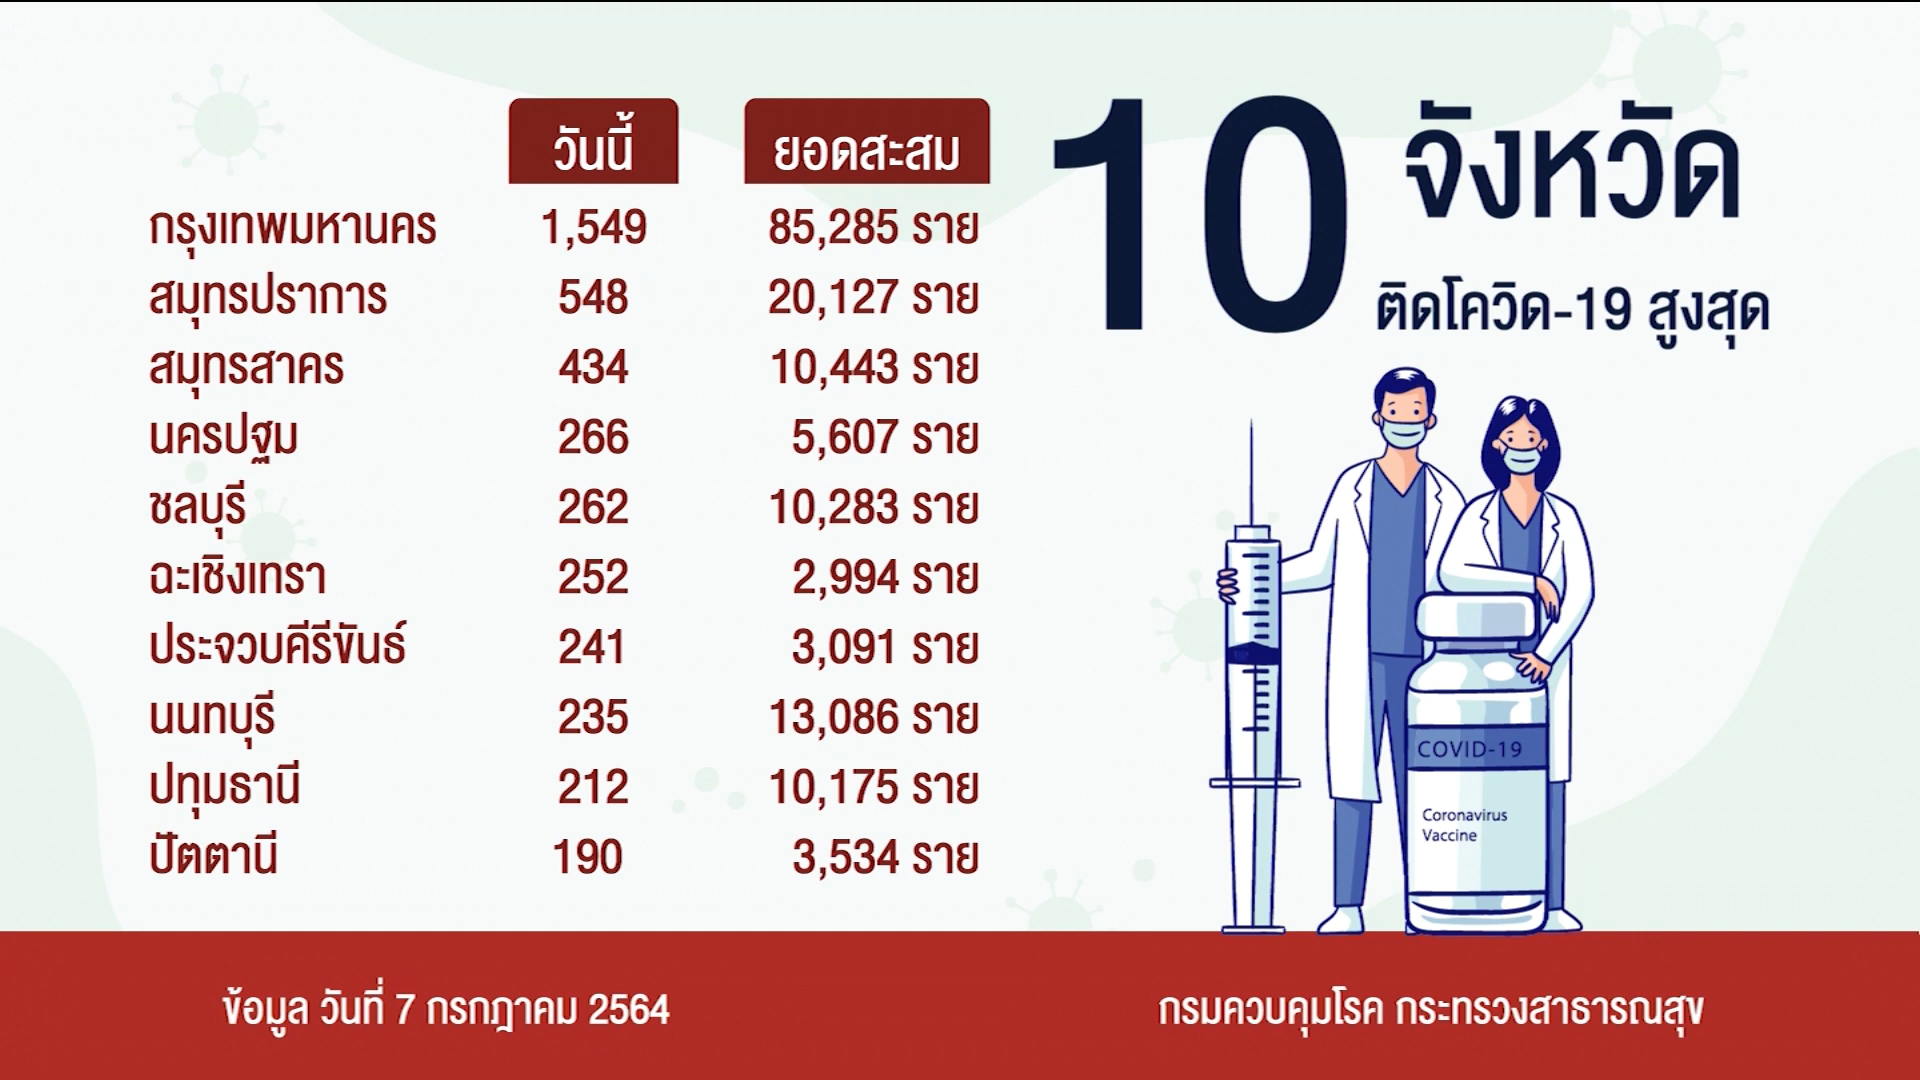 10 จังหวัด
ติดโควิด-19 สูงสุด
วันนี้ ยอดสะสม
กรุงเทพมหานคร 1,549 85,285 ราย
สมุทรปราการ 548 20,127 ราย
สมุทรสาคร 434 10,443 ราย
นครปฐม 266 5,607 ราย
ชลบุรี 262 10,283 ราย
ฉะเชิงเทรา 252 2,994 ราย
ประจวบคีรีขันธ์ 241 3,091 ราย
นนทบุรี 235 13,086 ราย
ปทุมธานี 212 10,175 ราย
ปัตตานี 190 3,534 ราย
COVID-19
Coronavirus
Vaccine
ข้อมูล วันที่ 7 กรกฎาคม 2564
กรมควบคุมโรค กระทรวงสาธารณสุข